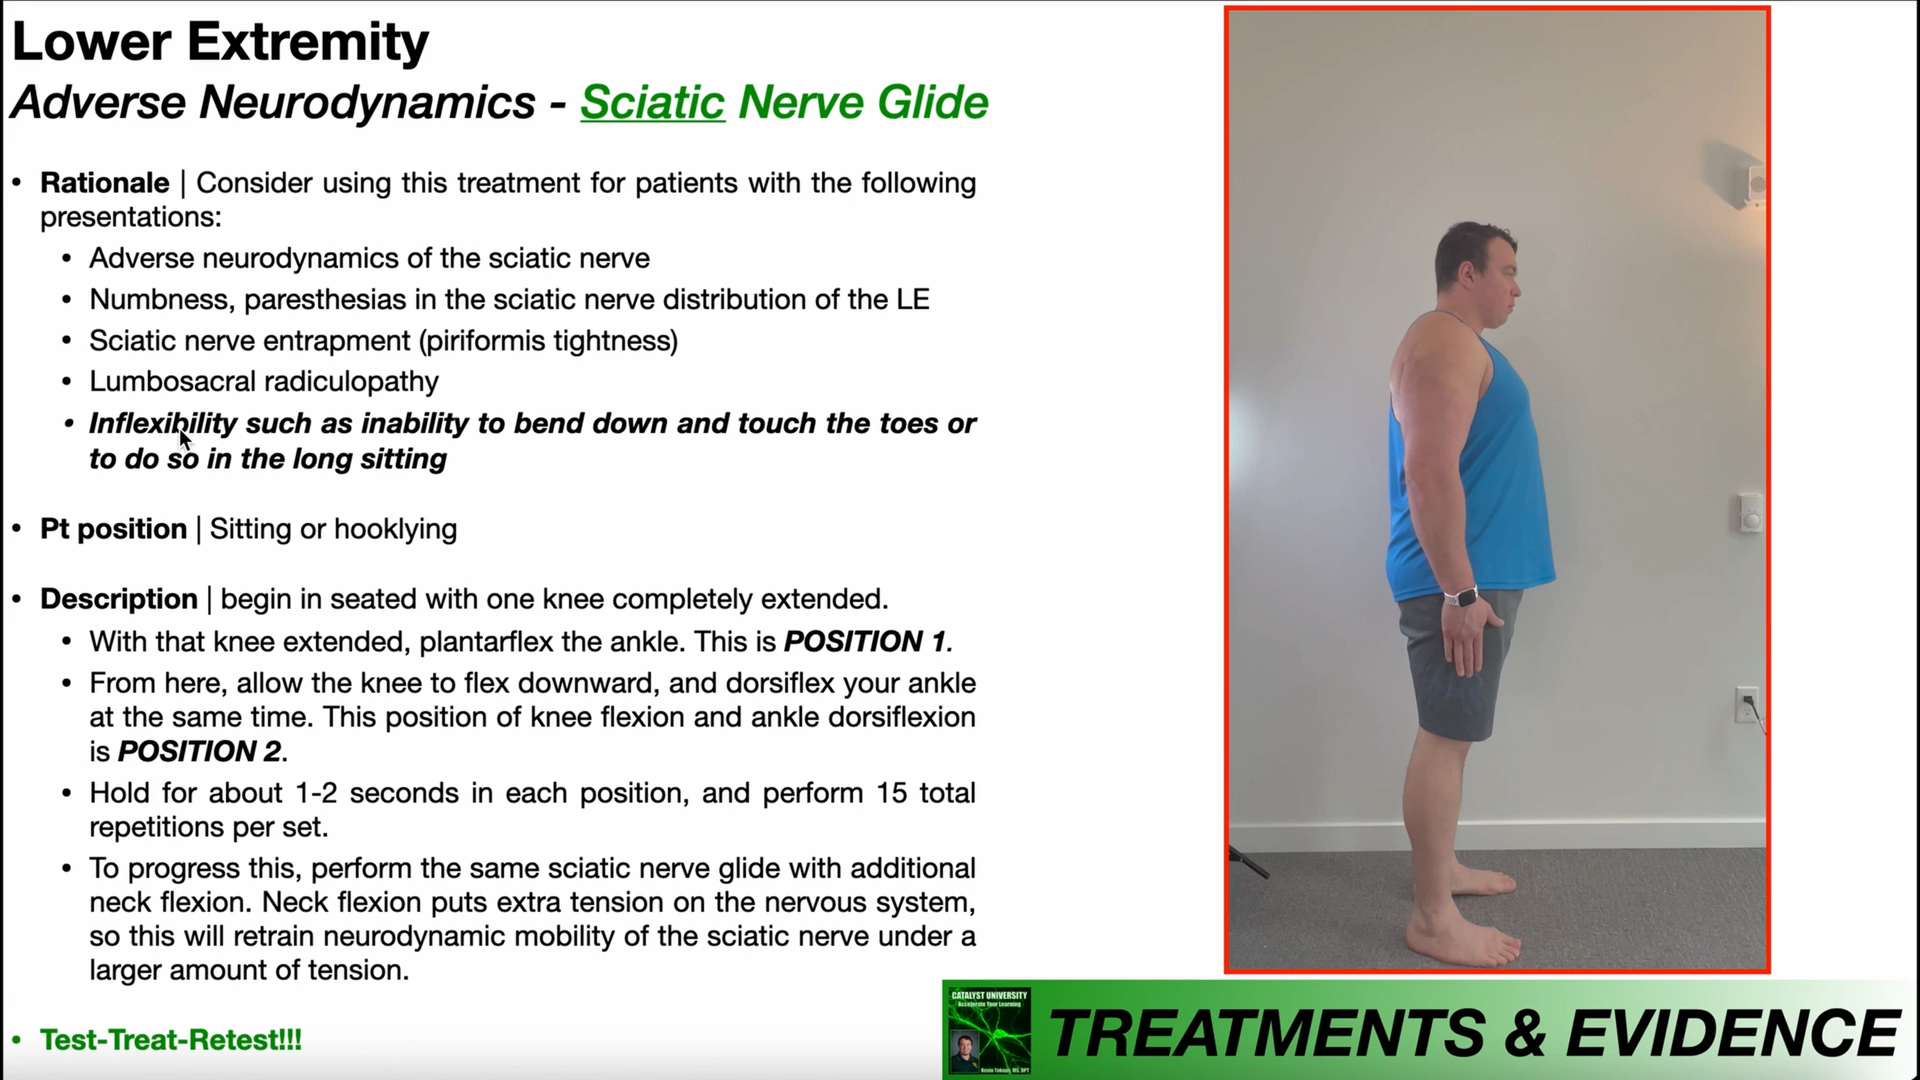 Lower Extremity
Adverse Neurodynamics - Sciatic Nerve Glide
• Rationale | Consider using this treatment for patients with the following
presentations:
• Adverse neurodynamics of the sciatic nerve
• Numbness, paresthesias in the sciatic nerve distribution of the LE
• Sciatic nerve entrapment (piriformis tightness)
• Lumbosacral radiculopathy
• Inflexibility such as inability to bend down and touch the toes or
to do so in the long sitting
• Pt position | Sitting or hooklying
• Description | begin in seated with one knee completely extended.
• With that knee extended, plantarflex the ankle. This is POSITION 1.
• From here, allow the knee to flex downward, and dorsiflex your ankle
at the same time. This position of knee flexion and ankle dorsiflexion
is POSITION 2.
• Hold for about 1-2 seconds in each position, and perform 15 total
repetitions per set.
• To progress this, perform the same sciatic nerve glide with additional
neck flexion. Neck flexion puts extra tension on the nervous system,
so this will retrain neurodynamic mobility of the sciatic nerve under a
larger amount of tension.
• Test-Treat-Retest!!!
CATALYST UNIVERSITY
Accelerate Your Learning
TREATMENTS & EVIDENCE